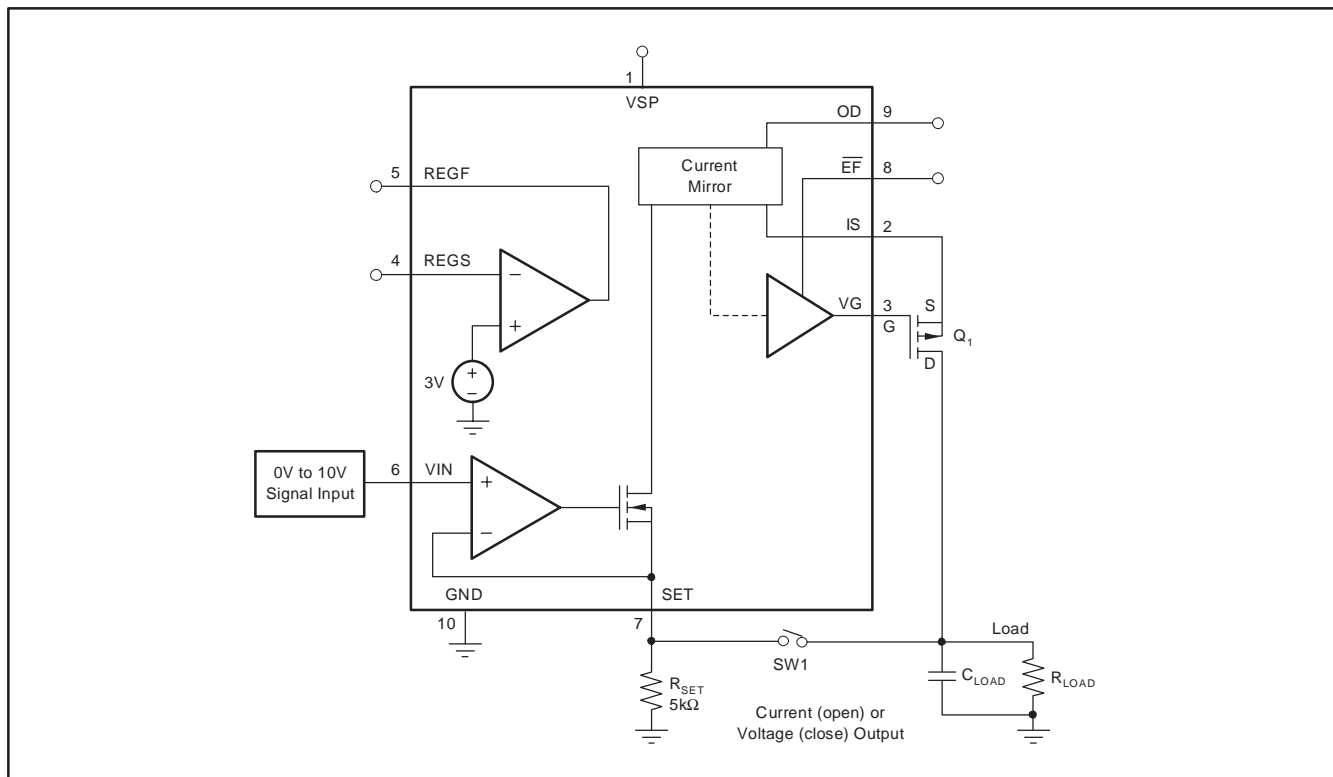 1
VSP
OD 9
Current
Mirror
EF 8
5 REGF
IS 2
4 REGS
−
+
VG 3
G
S
Q1
D
3V
+
−
0V to 10V
Signal Input
6 VIN
+
−
GND
SET
10
7
Load
SW1
RSET
5kΩ
CLOAD
RLOAD
Current (open) or
Voltage (close) Output